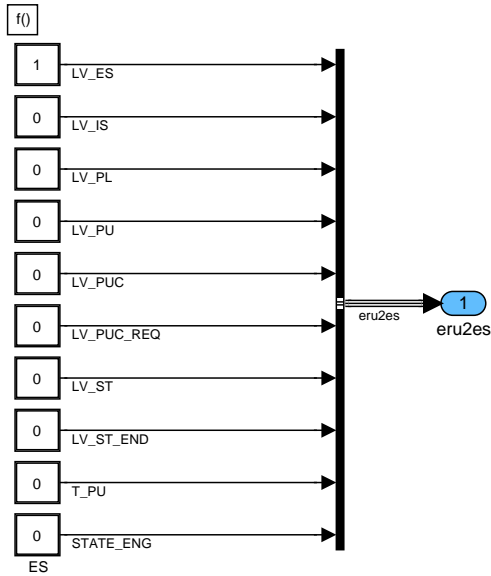 f()
1
LV_ES
0
LV_IS
0
LV_PL
0
LV_PU
0
LV_PUC
0
LV_PUC_REQ
0
LV_ST
0
LV_ST_END
0
T_PU
0
STATE_ENG
ES
eru2es
1
eru2es